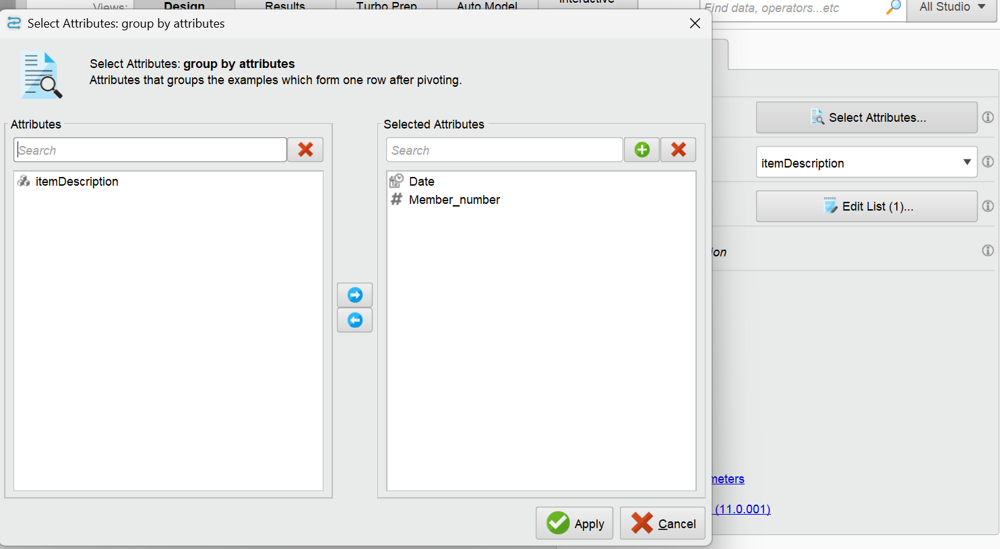 Views:
Design
Results
Turbo Prep
Auto Model
Interactive
Find data, operators...etc
All Studio
Select Attributes: group by attributes
Select Attributes: group by attributes
Attributes that groups the examples which form one row after pivoting.
Attributes
Search
itemDescription
Selected Attributes
Search
Date
Member_number
Apply
Cancel
Select Attributes...
itemDescription
Edit List (1)...
ion
meters
(11.0.001)